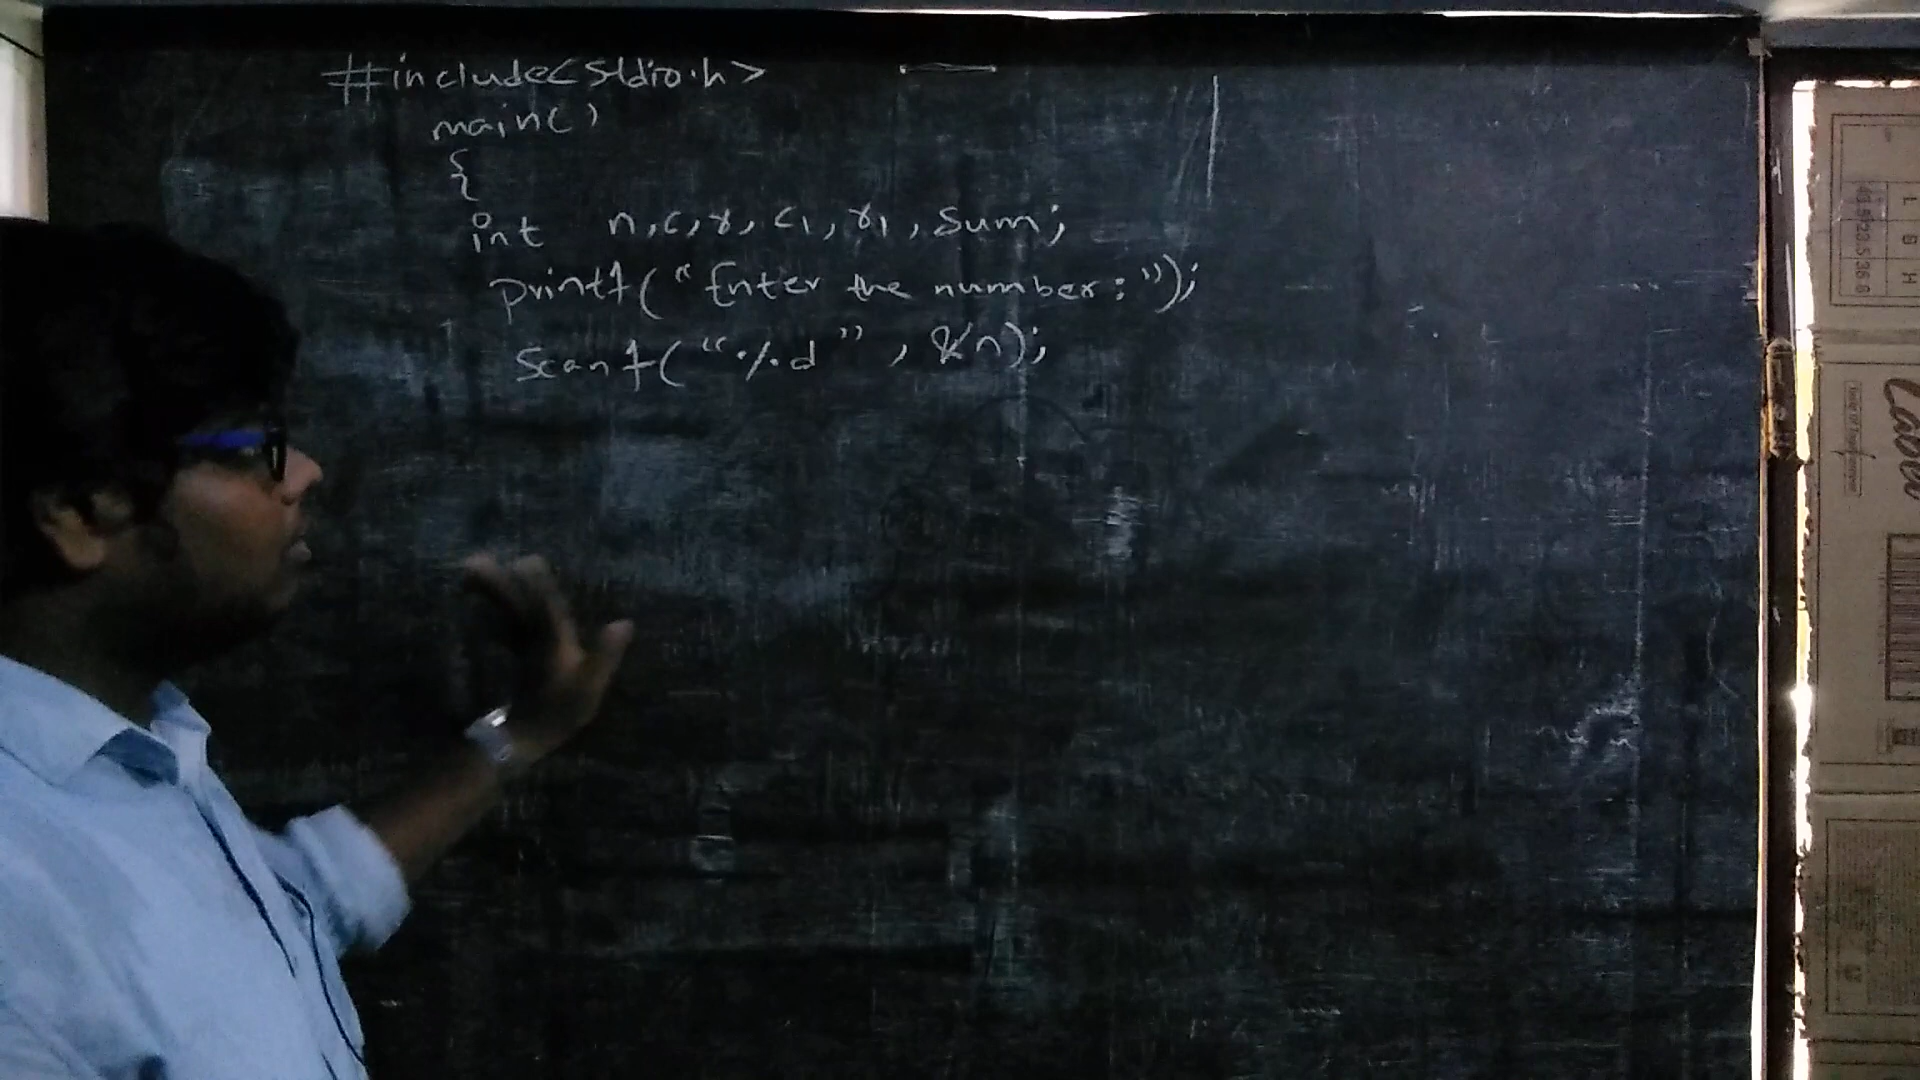 #include<stdio.h>
main()
{
int n,c,r,c1,r1,sum;
printf("Enter the number:");
scanf("%d",&n);
L
B
H